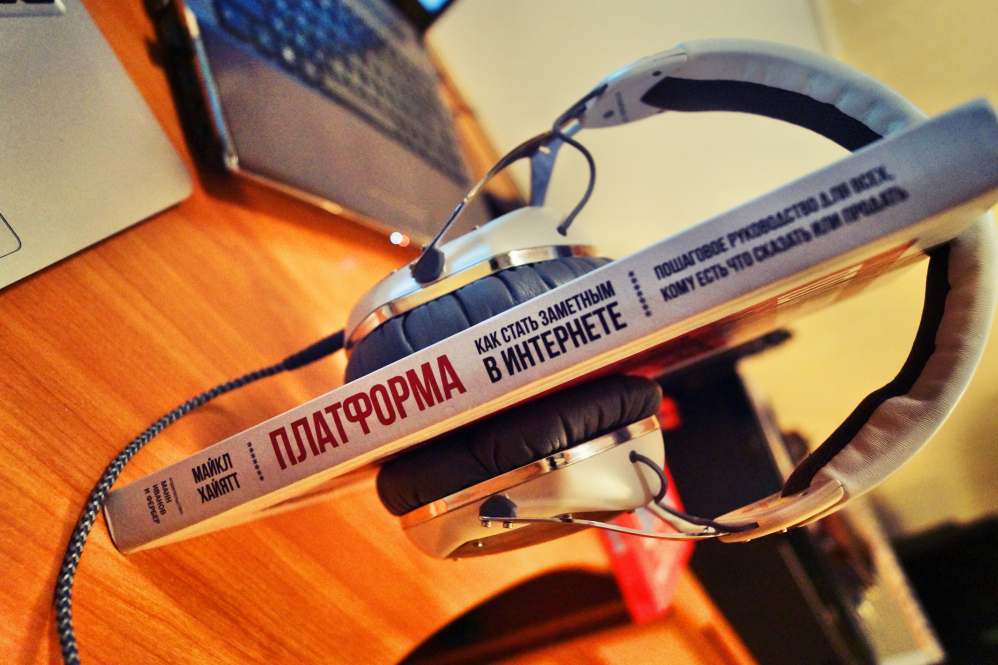 МАНН
ИВАНОВ
И ФЕРБЕР
МАЙКЛ
ХАЙЯТТ
ПЛАТФОРМА
КАК СТАТЬ ЗАМЕТНЫМ
В ИНТЕРНЕТЕ
ПОШАГОВОЕ РУКОВОДСТВО ДЛЯ ВСЕХ,
КОМУ ЕСТЬ ЧТО СКАЗАТЬ ИЛИ ПРОДАТЬ